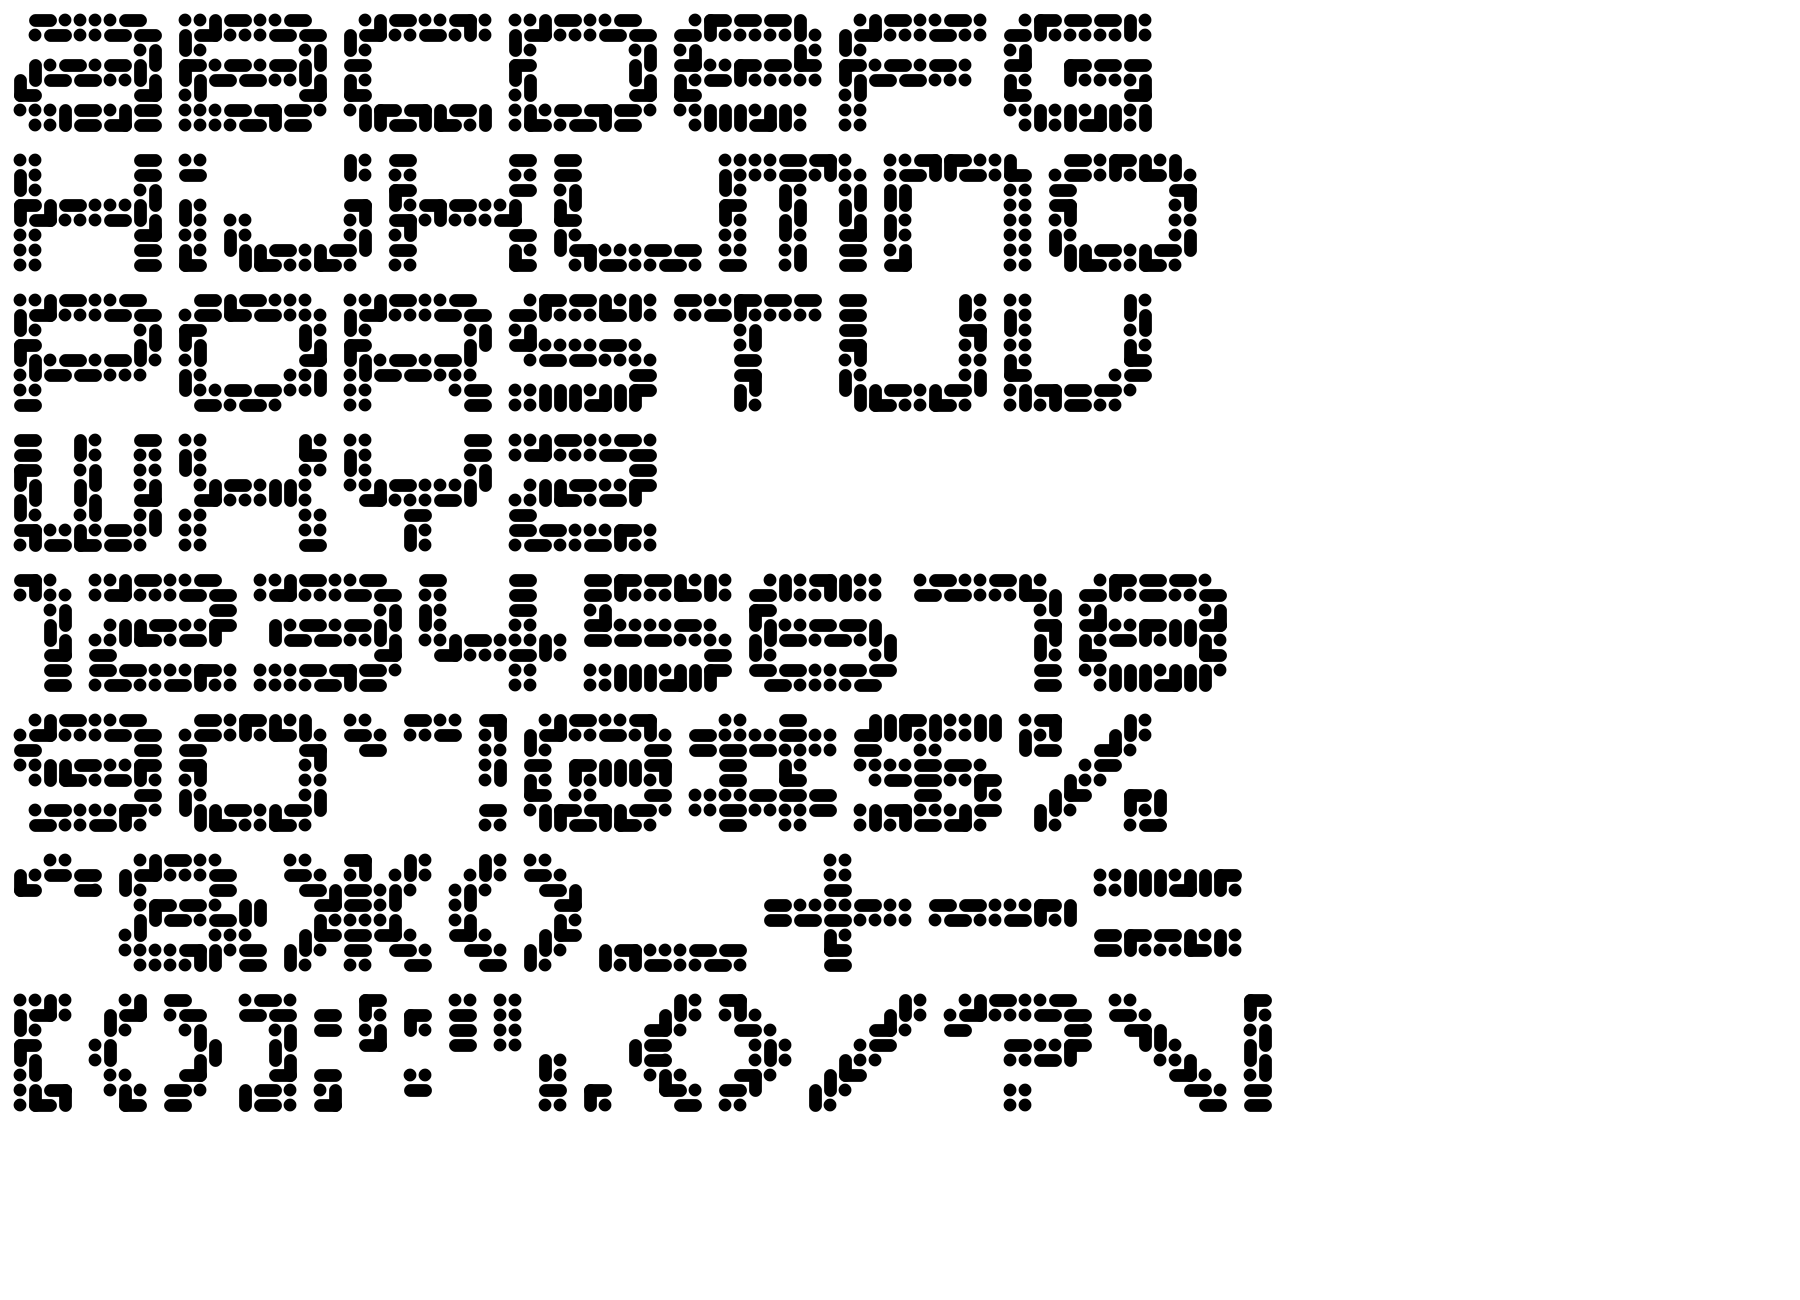 ABCDEFG
HIJKLMNO
PQRSTUV
WXYZ
12345678
90`~!@#$%
^&*()_+-=
[{}];':",.<>/?\|